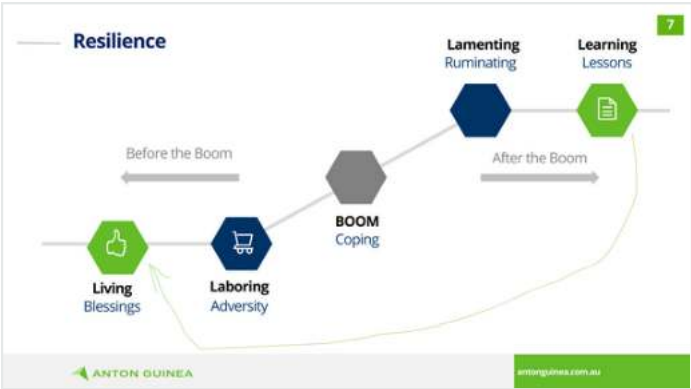 7
Resilience
Lamenting
Ruminating
Learning
Lessons
Before the Boom
After the Boom
BOOM
Coping
Living
Blessings
Laboring
Adversity
ANTON GUINEA
antonguinea.com.au